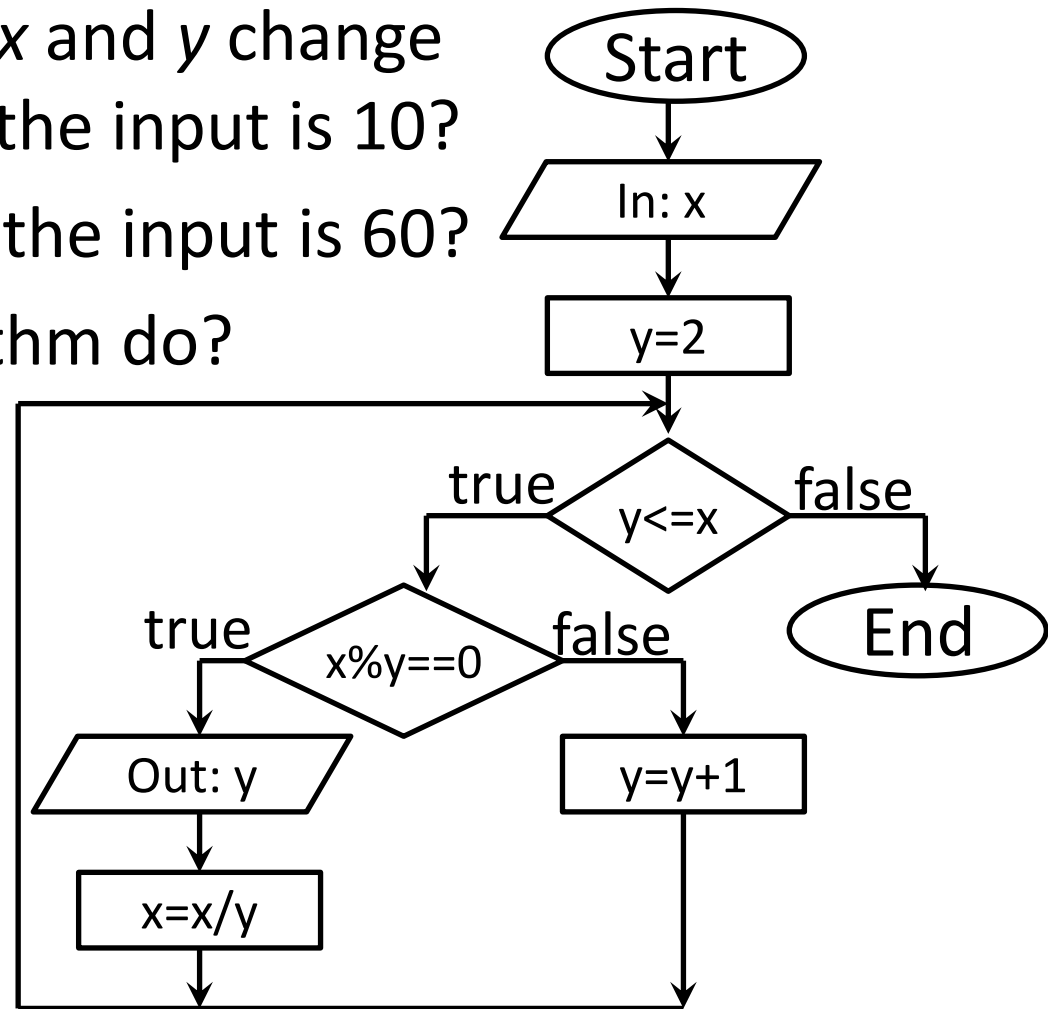 x and y change
the input is 10?
the input is 60?
thm do?
Start
In: x
y=2
true
false
y<=x
End
true
false
x%y==0
Out: y
y=y+1
x=x/y